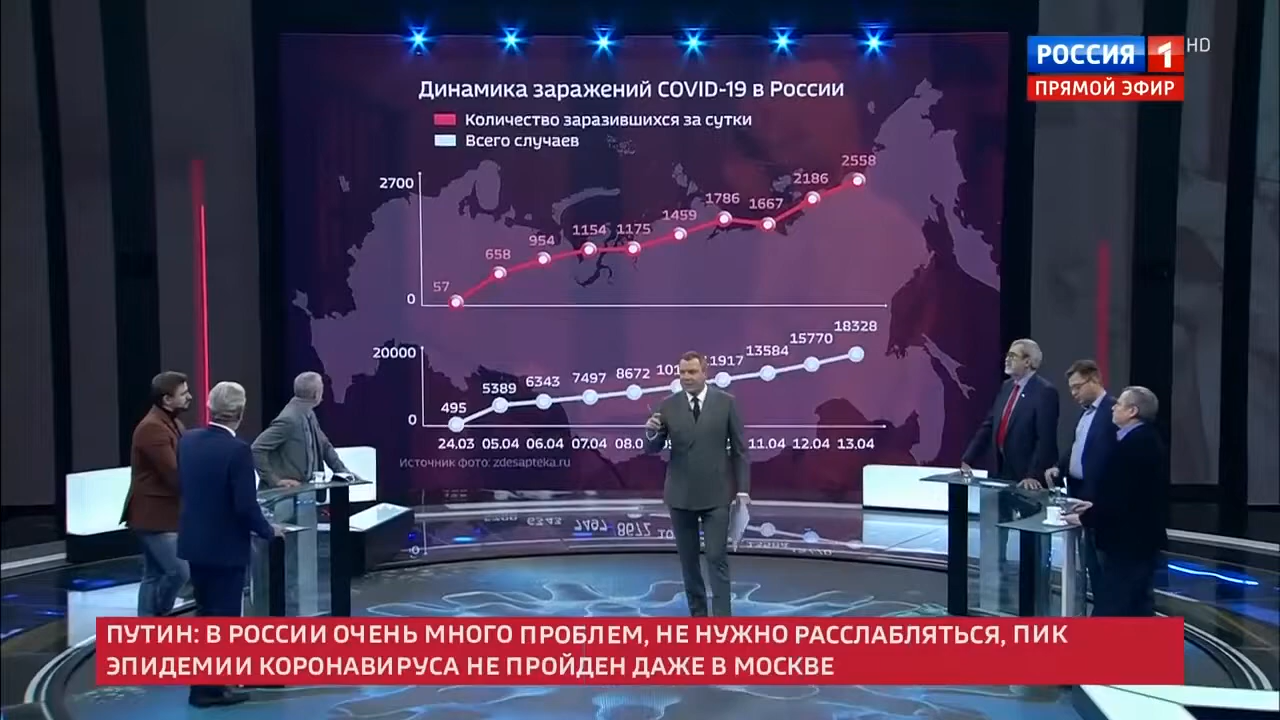 РОССИЯ 1 HD
ПРЯМОЙ ЭФИР
Динамика заражений COVID-19 в России
Количество заразившихся за сутки
Всего случаев
2700
57 658 954 1154 1175 1459 1786 1667 2186 2558
0
20000
495 5389 6343 7497 8672 11917 13584 15770 18328
0
24.03 05.04 06.04 07.04 08.0 11.04 12.04 13.04
Источник фото: zdesapteka.ru
ПУТИН: В РОССИИ ОЧЕНЬ МНОГО ПРОБЛЕМ, НЕ НУЖНО РАССЛАБЛЯТЬСЯ, ПИК
ЭПИДЕМИИ КОРОНАВИРУСА НЕ ПРОЙДЕН ДАЖЕ В МОСКВЕ